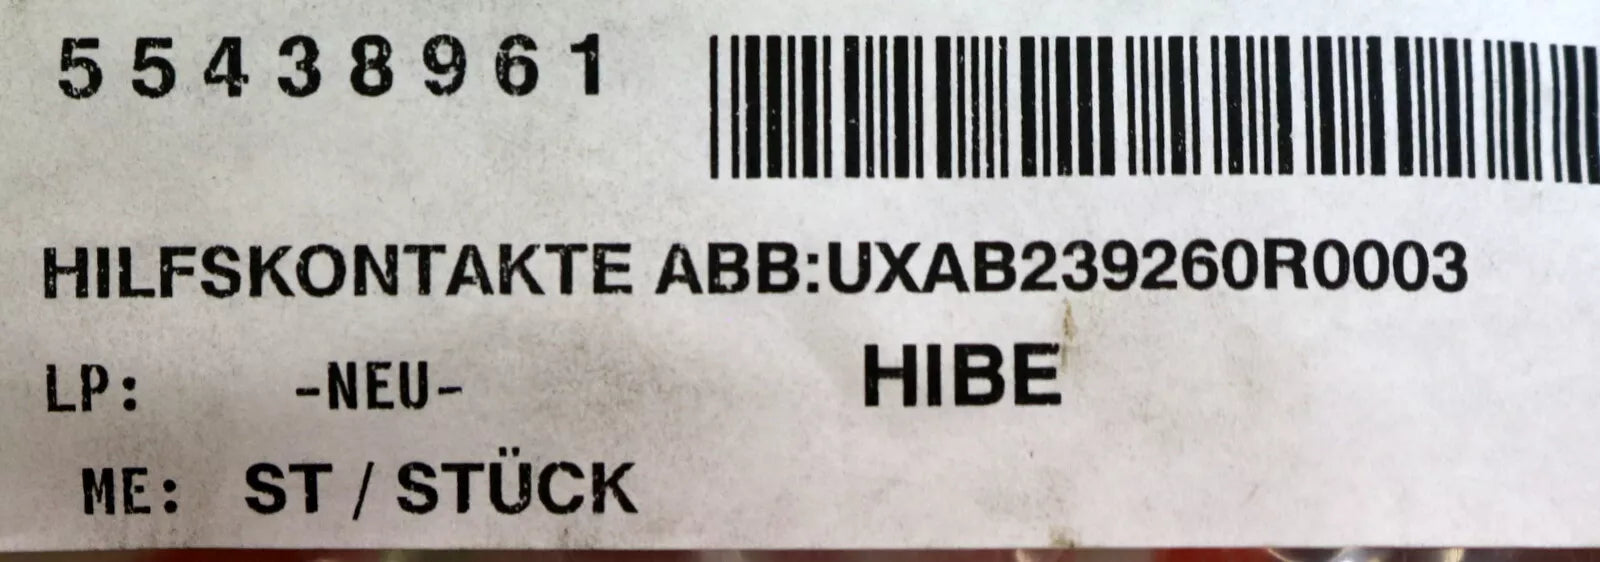 55438961
HILFSKONTAKTE ABB:UXAB239260R0003
LP: -NEU- HIBE
ME: ST / STÜCK